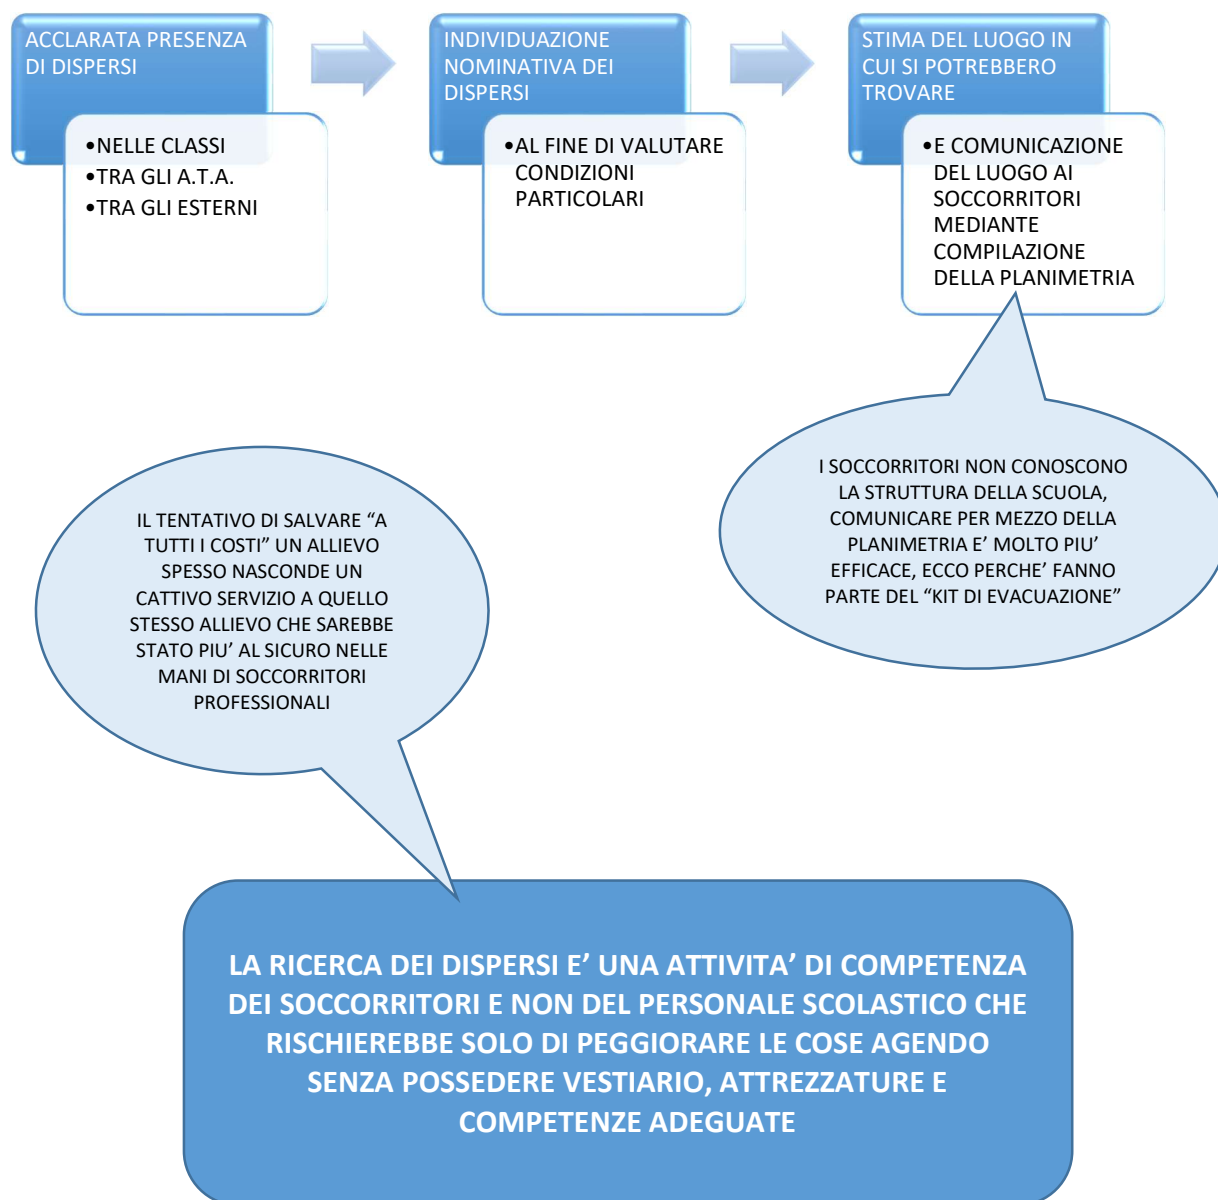 ACCLARATA PRESENZA
DI DISPERSI
•NELLE CLASSI
•TRA GLI A.T.A.
•TRA GLI ESTERNI
INDIVIDUAZIONE
NOMINATIVA DEI
DISPERSI
•AL FINE DI VALUTARE
CONDIZIONI
PARTICOLARI
STIMA DEL LUOGO IN
CUI SI POTREBBERO
TROVARE
•E COMUNICAZIONE
DEL LUOGO AI
SOCCORRITORI
MEDIANTE
COMPILAZIONE
DELLA PLANIMETRIA
I SOCCORRITORI NON CONOSCONO
LA STRUTTURA DELLA SCUOLA,
COMUNICARE PER MEZZO DELLA
PLANIMETRIA E’ MOLTO PIU’
EFFICACE, ECCO PERCHE’ FANNO
PARTE DEL “KIT DI EVACUAZIONE”
IL TENTATIVO DI SALVARE “A
TUTTI I COSTI” UN ALLIEVO
SPESSO NASCONDE UN
CATTIVO SERVIZIO A QUELLO
STESSO ALLIEVO CHE SAREBBE
STATO PIU’ AL SICURO NELLE
MANI DI SOCCORRITORI
PROFESSIONALI
LA RICERCA DEI DISPERSI E’ UNA ATTIVITA’ DI COMPETENZA
DEI SOCCORRITORI E NON DEL PERSONALE SCOLASTICO CHE
RISCHIEREBBE SOLO DI PEGGIORARE LE COSE AGENDO
SENZA POSSEDERE VESTIARIO, ATTREZZATURE E
COMPETENZE ADEGUATE